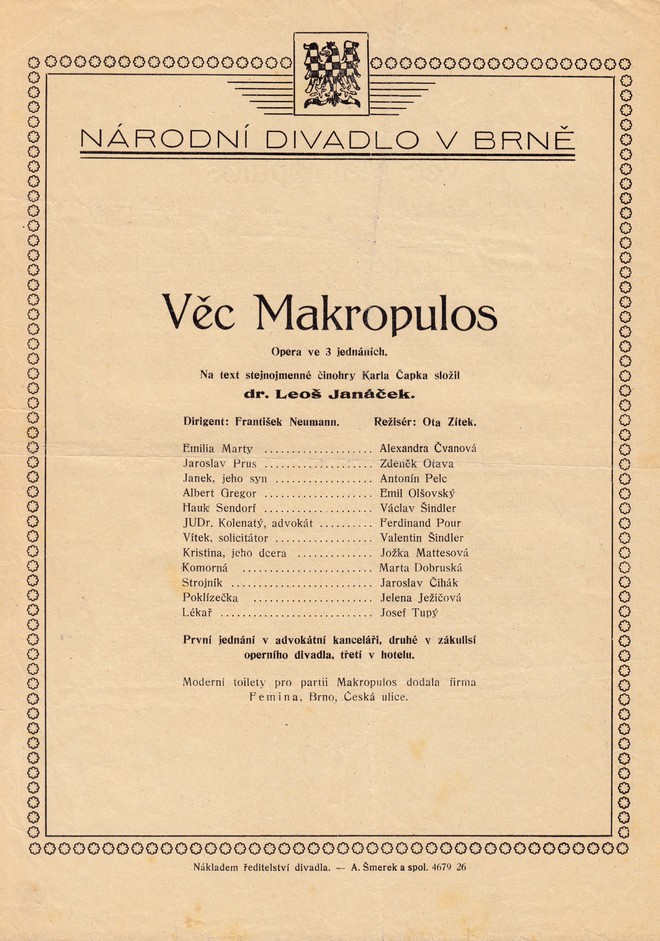 NÁRODNÍ DIVADLO V BRNĚ
Věc Makropulos
Opera ve 3 jednáních.
Na text stejnojmenné činohry Karla Čapka složil
dr. Leoš Janáček.
Dirigent: František Neumann. Režisér: Ota Zítek.
Emilia Marty ................... Alexandra Čvanová
Jaroslav Prus ................... Zdeněk Otava
Janek, jeho syn .................. Antonín Pelc
Albert Gregor ................... Emil Olšovský
Hauk Sendorf ................... Václav Šindler
JUDr. Kolenatý, advokát ......... Ferdinand Pour
Vítek, solicitátor .................. Valentin Šindler
Kristina, jeho dcera ............. Jožka Mattesová
Komorná .................. Marta Dobruská
Strojník ......................... Jaroslav Čihák
Poklízečka ..................... Jelena Ježičová
Lékař ........................... Josef Tupý
První jednání v advokátní kanceláři, druhé v zákulisí
operního divadla, třetí v hotelu.
Moderní toilety pro partii Makropulos dodala firma
Femina, Brno, Česká ulice.
Nákladem ředitelství divadla. — A. Šmerek a spol. 4679 26